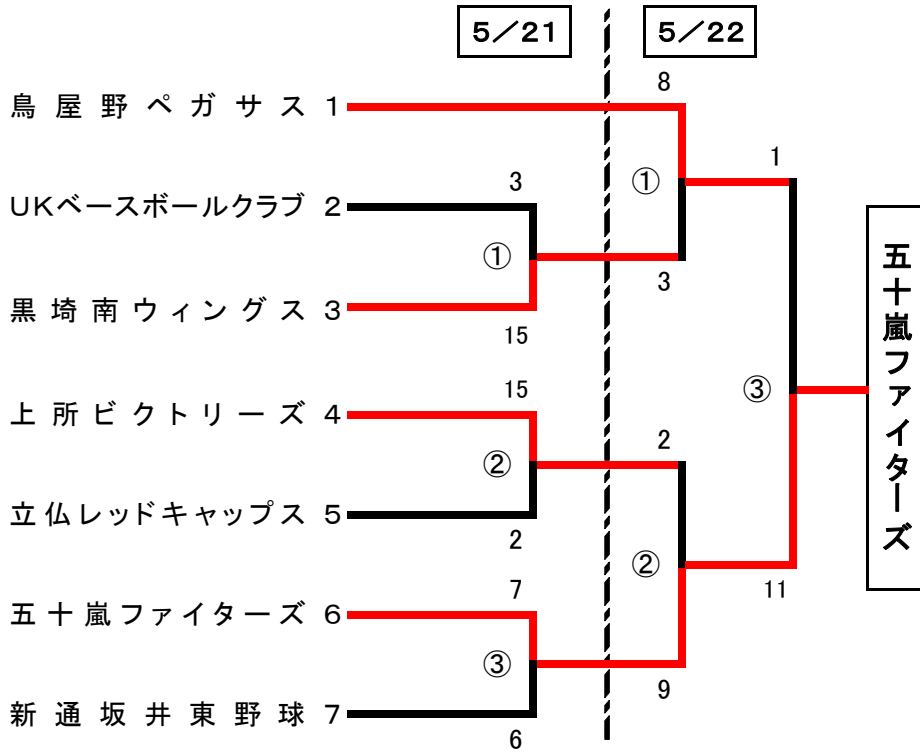 5/21
5/22
鳥屋野ペガサス 1
8
1
UKベースボールクラブ 2
3
①
①
黒埼南ウィングス 3
15
3
上所ビクトリーズ 4
15
②
2
③
立仏レッドキャップス 5
2
②
五十嵐ファイターズ 6
7
11
③
9
新通坂井東野球 7
6
五十嵐ファイターズ